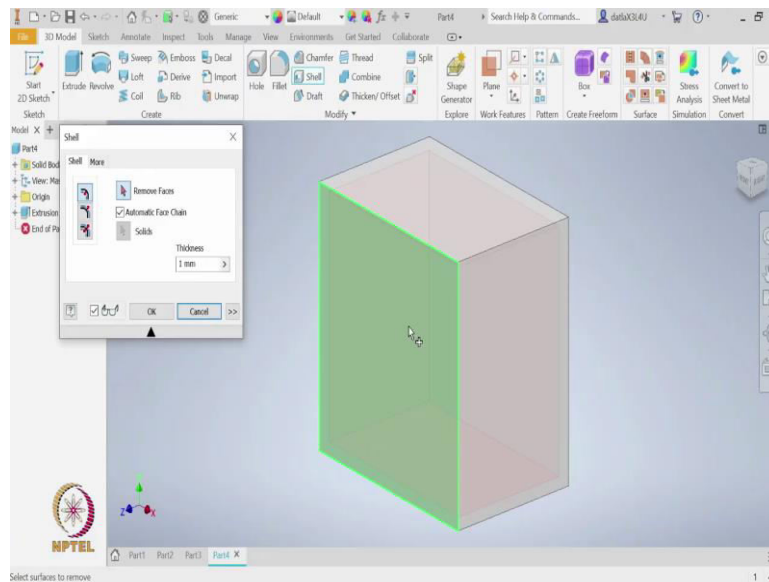 Generic Default Part4 Search Help & Commands...
File 3D Model Sketch Annotate Inspect Tools Manage View Environments Get Started Collaborate
Start 2D Sketch
Extrude Revolve
Sweep Emboss Decal
Loft Derive Import
Coil Rib Unwrap
Hole Fillet
Chamfer Thread Split
Shell Combine
Draft Thicken/ Offset
Shape Generator
Plane
Box
Stress Analysis
Convert to Sheet Metal
Sketch Create Modify Explore Work Features Pattern Create Freeform Surface Simulation Convert
Model X +
Part4
Solid Bod
View: Ma
Origin
Extrusion
End of Pa
Shell
Shell More
Remove Faces
Automatic Face Chain
Solids
Thickness
1 mm >
OK Cancel >>
Z X
NPTEL
Part1 Part2 Part3 Part4 X
Select surfaces to remove 1